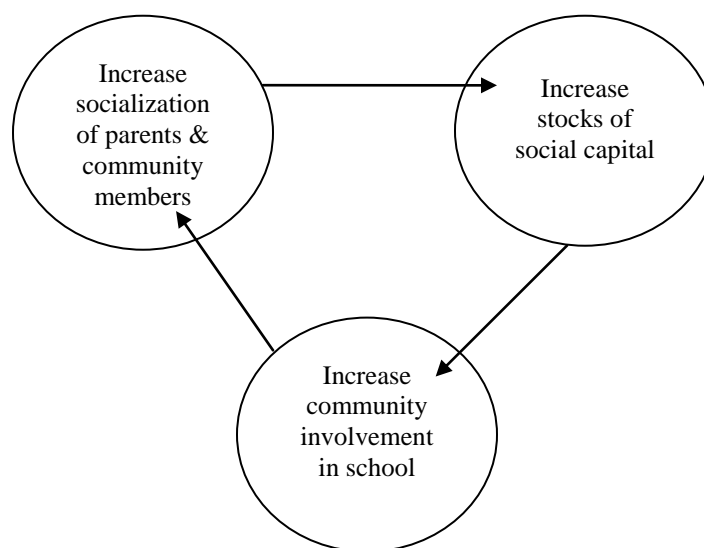 Increase
socialization
of parents &
community
members
Increase
stocks of
social capital
Increase
community
involvement
in school